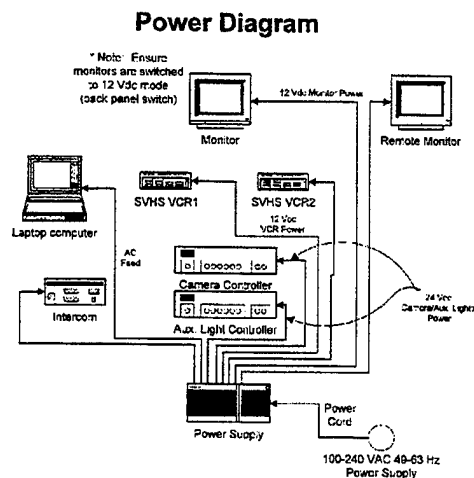 Power Diagram
* Note: Ensure
monitors are switched
to 12 Vdc mode
(back panel switch)
12 Vdc Monitor Power
Monitor
Remote Monitor
SVHS VCR1
SVHS VCR2
12 Vdc
VCR Power
Laptop computer
AC
Feed
Camera Controller
24 Vdc
Camera/Aux. Lights
Power
Intercom
Aux. Light Controller
Power
Cord
Power Supply
100-240 VAC 49-63 Hz
Power Supply